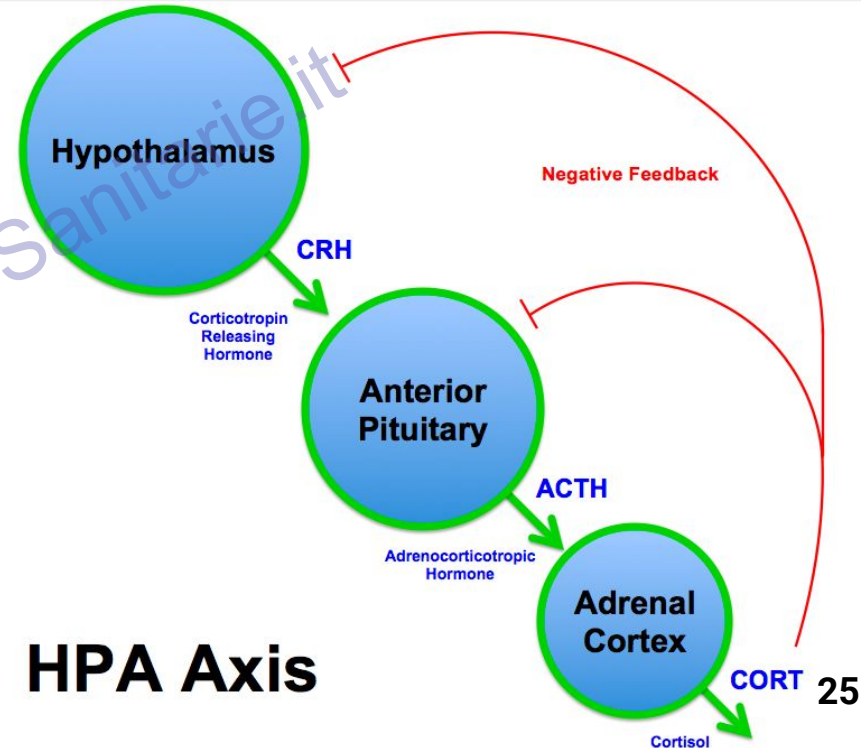 Sanitarie.it
Hypothalamus
Negative Feedback
CRH
Corticotropin
Releasing
Hormone
Anterior
Pituitary
ACTH
Adrenocorticotropic
Hormone
Adrenal
Cortex
HPA Axis
CORT
25
Cortisol